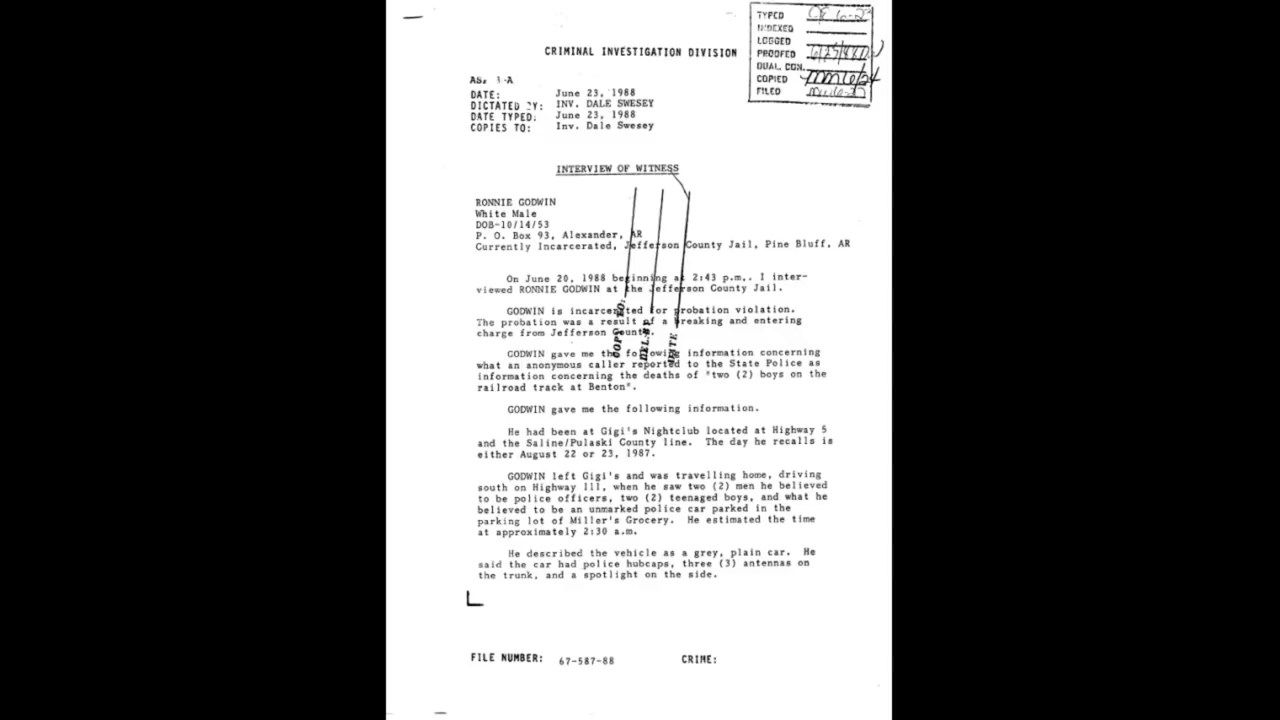 TYPED
INDEXED
LOGGED
PROOFED
QUAL. CON.
COPIED
FILED
CRIMINAL INVESTIGATION DIVISION
DATE: June 23, 1988
DICTATED BY: INV. DALE SWESEY
DATE TYPED: June 23, 1988
COPIES TO: Inv. Dale Swesey
INTERVIEW OF WITNESS
RONNIE GODWIN
White Male
DOB-10/14/53
P. O. Box 93, Alexander, AR
Currently Incarcerated, Jefferson County Jail, Pine Bluff, AR
On June 20, 1988 beginning at 2:43 p.m,. I inter-
viewed RONNIE GODWIN at the Jefferson County Jail.
GODWIN is incarcerated for probation violation.
The probation was a result of a breaking and entering
charge from Jefferson County.
GODWIN gave me the following information concerning
what an anonymous caller reported to the State Police as
information concerning the deaths of "two (2) boys on the
railroad track at Benton".
GODWIN gave me the following information.
He had been at Gigi's Nightclub located at Highway 5
and the Saline/Pulaski County line. The day he recalls is
either August 22 or 23, 1987.
GODWIN left Gigi's and was travelling home, driving
south on Highway 111, when he saw two (2) men he believed
to be police officers, two (2) teenaged boys, and what he
believed to be an unmarked police car parked in the
parking lot of Miller's Grocery. He estimated the time
at approximately 2:30 a.m.
He described the vehicle as a grey, plain car. He
said the car had police hubcaps, three (3) antennas on
the trunk, and a spotlight on the side.
COPY TO:
FILE NUMBER: 67-587-88 CRIME: